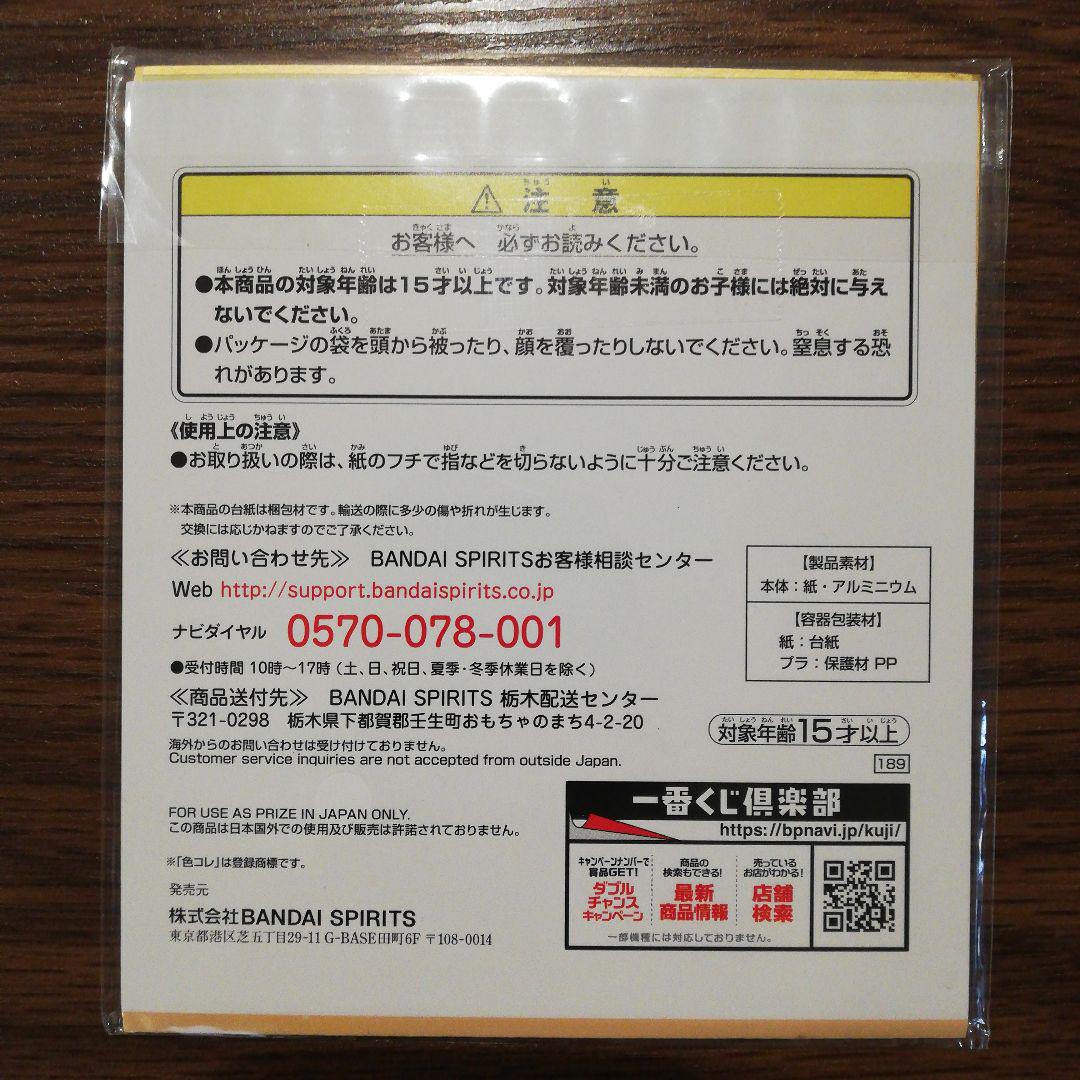 ⚠ 注意
お客様へ 必ずお読みください。
●本商品の対象年齢は15才以上です。対象年齢未満のお子様には絶対に与え
ないでください。
●パッケージの袋を頭から被ったり、顔を覆ったりしないでください。窒息する恐
れがあります。
《使用上の注意》
●お取り扱いの際は、紙のフチで指などを切らないように十分ご注意ください。
※本商品の台紙は梱包材です。輸送の際に多少の傷や折れが生じます。
交換には応じかねますのでご了承ください。
≪お問い合わせ先≫ BANDAI SPIRITSお客様相談センター
Web http://support.bandaispirits.co.jp
ナビダイヤル 0570-078-001
●受付時間 10時〜17時(土、日、祝日、夏季・冬季休業日を除く)
≪商品送付先≫ BANDAI SPIRITS 栃木配送センター
〒321-0298 栃木県下都賀郡壬生町おもちゃのまち4-2-20
海外からのお問い合わせは受け付けておりません。
Customer service inquiries are not accepted from outside Japan.
【製品素材】
本体:紙・アルミニウム
【容器包装材】
紙:台紙
プラ:保護材 PP
対象年齢15才以上
189
FOR USE AS PRIZE IN JAPAN ONLY.
この商品は日本国外での使用及び販売は許諾されておりません。
※「色コレ」は登録商標です。
発売元
株式会社BANDAI SPIRITS
東京都港区芝五丁目29-11 G-BASE田町6F 〒108-0014
一番くじ倶楽部
https://bpnavi.jp/kuji/
キャンペーンナンバーで
賞品GET!
ダブル
チャンス
キャンペーン
商品の
検索もできる!
最新
商品情報
売っている
お店がわかる!
店舗
検索
一部機種には対応しておりません。